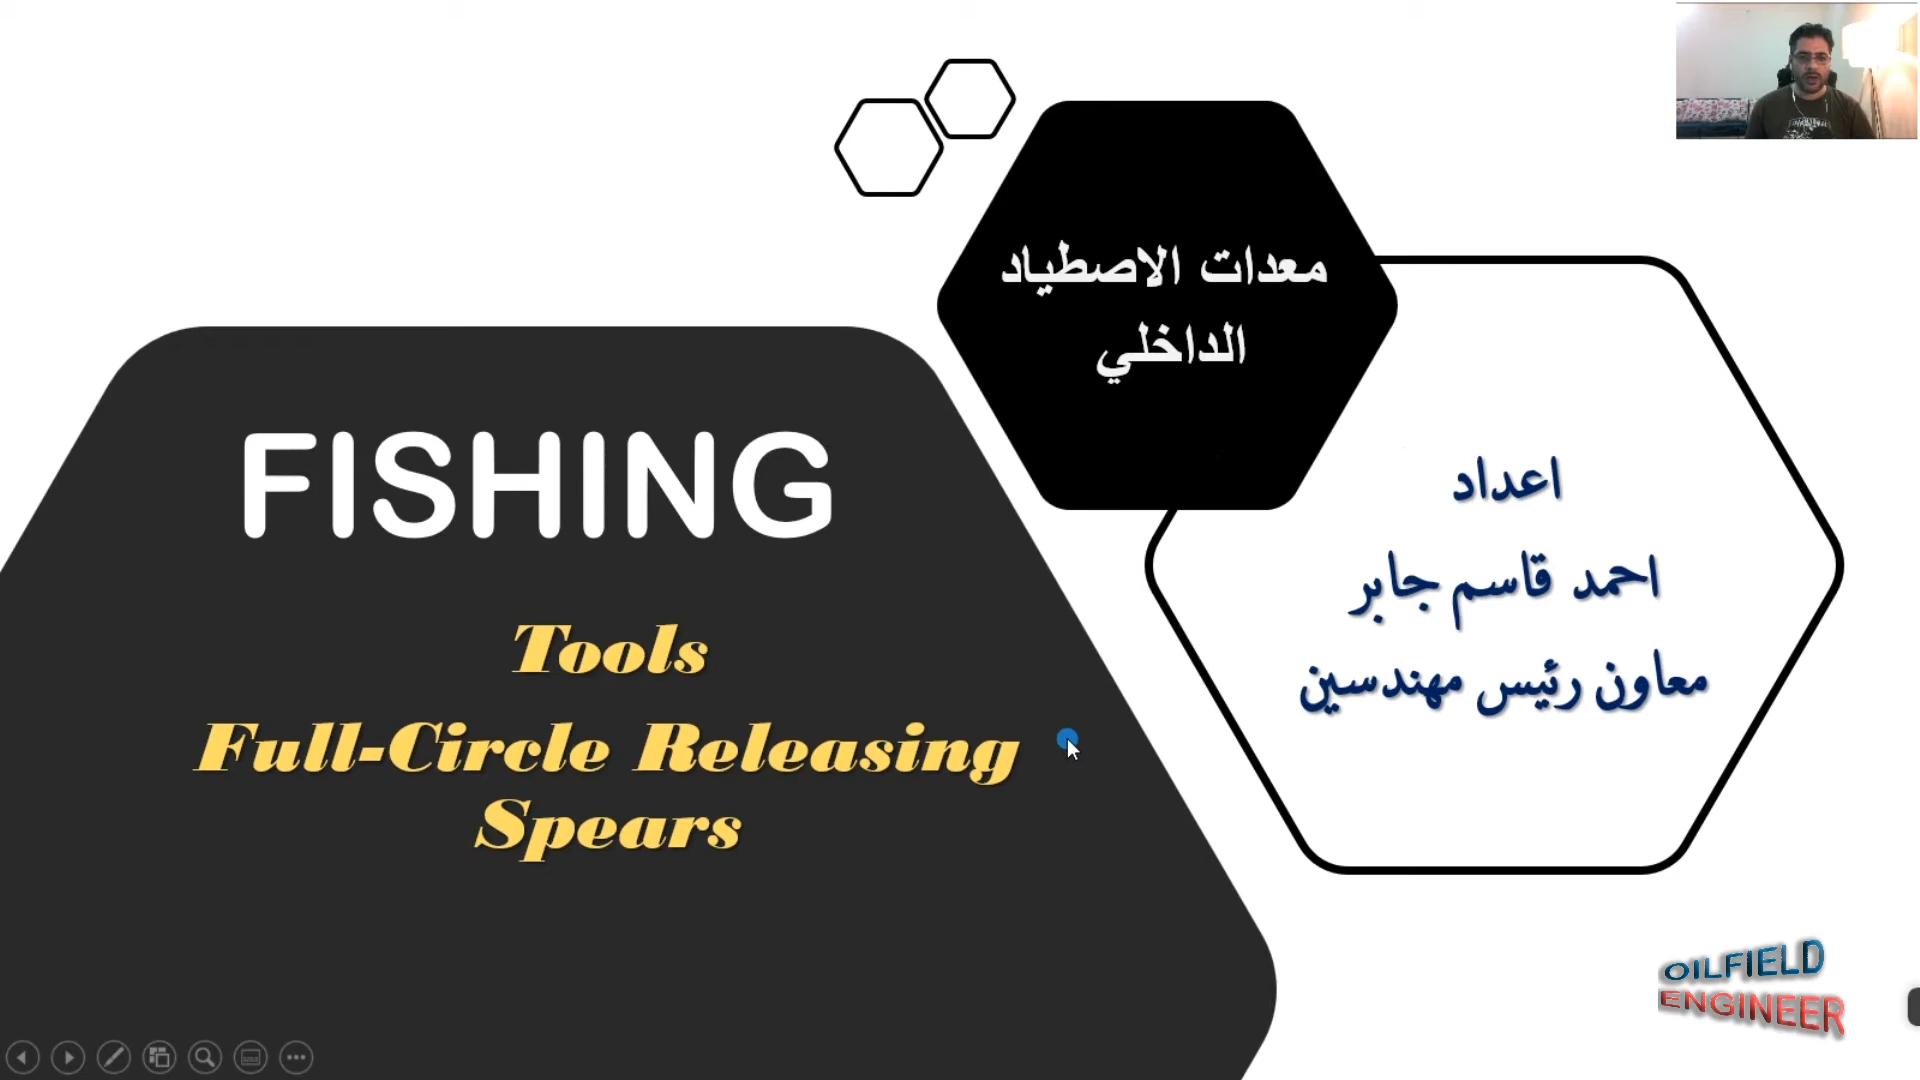 معدات الاصطياد
الداخلي
FISHING
Tools
Full-Circle Releasing
Spears
اعداد
احمد قاسم جابر
معاون رئيس مهندسين
OILFIELD
ENGINEER